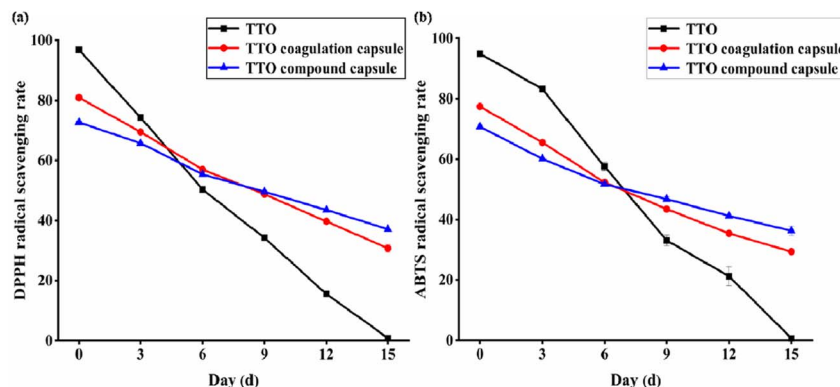 (a)
TTO
TTO coagulation capsule
TTO compound capsule
DPPH radical scavenging rate
100
80
60
40
20
0
0 3 6 9 12 15
Day (d)
(b)
TTO
TTO coagulation capsule
TTO compound capsule
ABTS radical scavenging rate
100
80
60
40
20
0
0 3 6 9 12 15
Day (d)